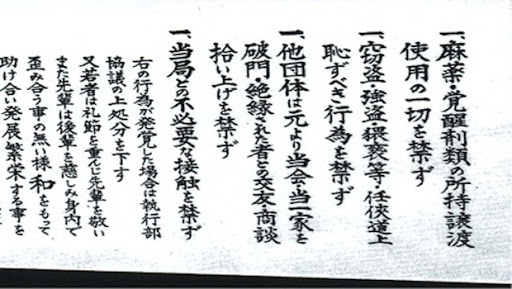 一、麻薬・覚醒剤類の所持譲渡
使用の一切を禁ず
一、窃盗・強盗猥褻等・任侠道上
恥ずべき行為を禁ず
一、他団体は元より当会・当一家を
破門・絶縁された者との交友・商談
拾い上げを禁ず
一、当局との不必要な接触を禁ず
右の行為が発覚した場合は執行部
協議の上処分を下す
又若者は礼節を重んじ先輩を敬い
また先輩は後輩を慈しみ身内で
歪み合う事の無い様和をもって
助け合い発展、繁栄する事を